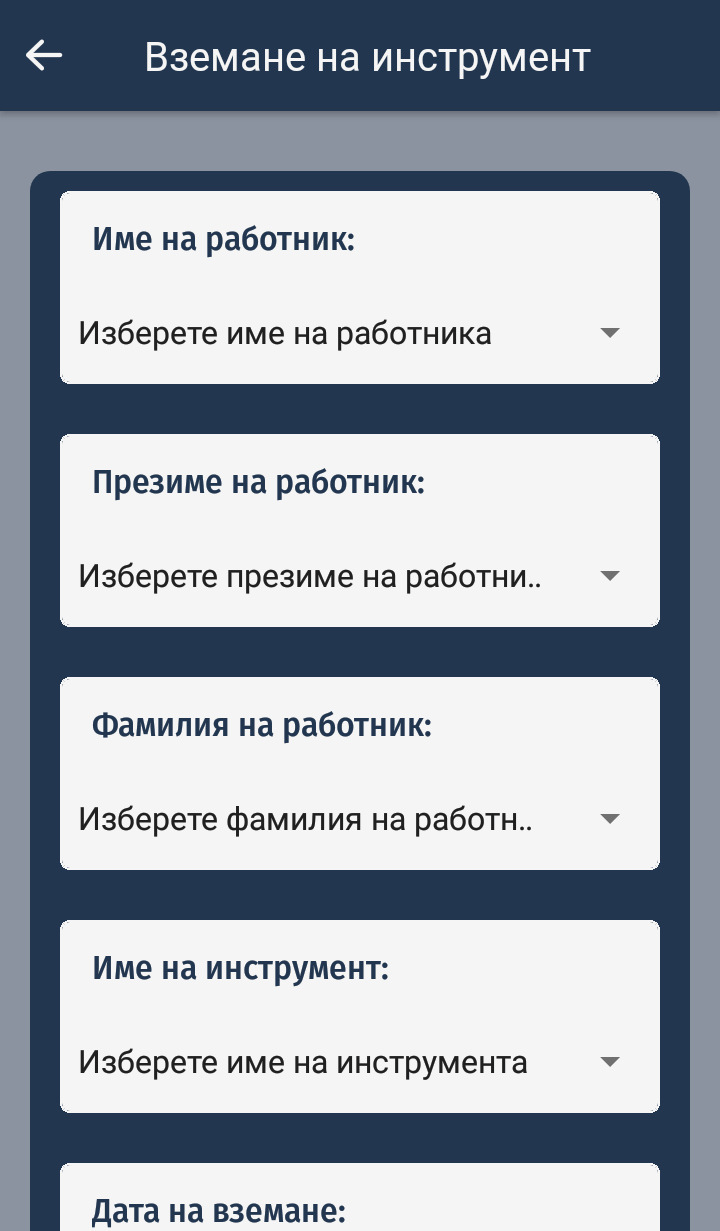 Вземане на инструмент
Име на работник:
Изберете име на работника
Презиме на работник:
Изберете презиме на работни..
Фамилия на работник:
Изберете фамилия на работн..
Име на инструмент:
Изберете име на инструмента
Дата на вземане: